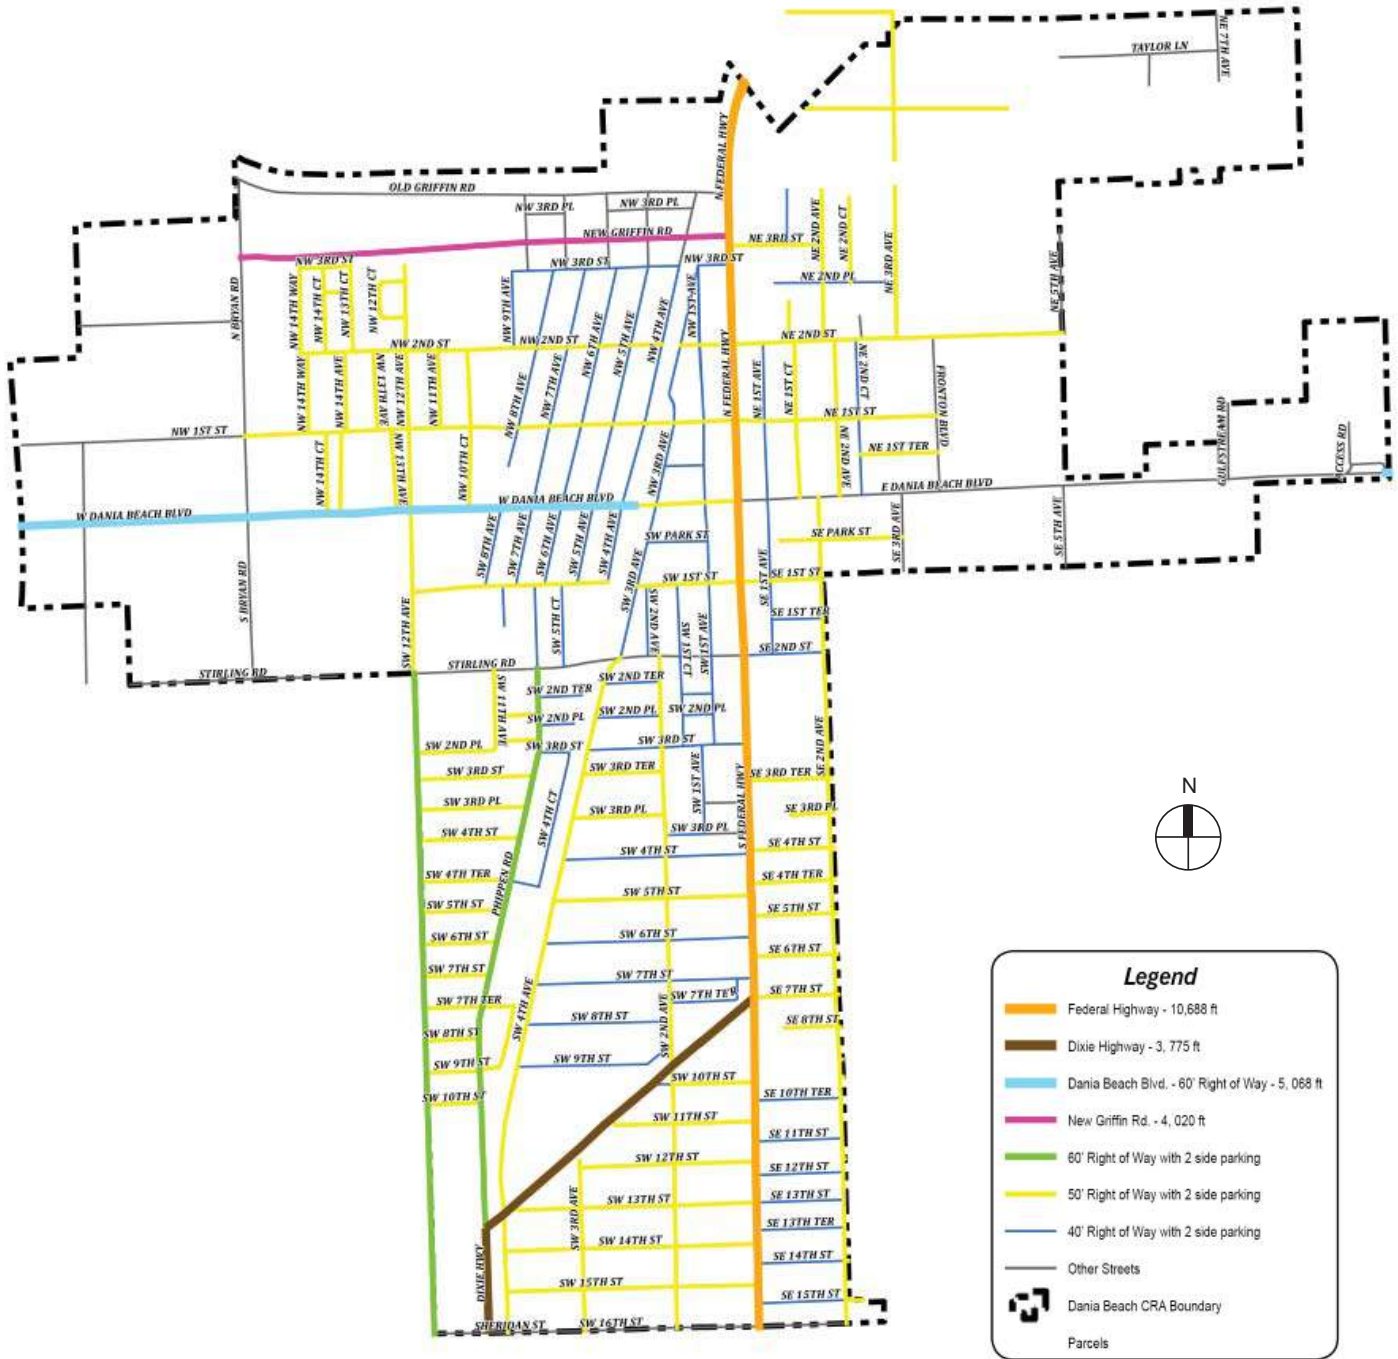 TAYLOR LN
NE 7TH AVE
N FEDERAL HWY
OLD GRIFFIN RD
NW 3RD PL
NW 3RD PL
NEW GRIFFIN RD
NE 3RD ST
NE 2ND AVE
NE 2ND CT
NE 3RD AVE
NE 5TH AVE
NW 3RD ST
NW 3RD ST
NW 3RD ST
NE 2ND PL
N BRYAN RD
NW 14TH WAY
NW 14TH CT
NW 13TH CT
NW 12TH CT
NW 9TH AVE
NW 6TH AVE
NW 5TH AVE
NW 4TH AVE
NW 1ST AVE
NW 2ND ST
NW 2ND ST
NE 2ND ST
N FEDERAL HWY
NW 14TH WAY
NW 14TH AVE
NW 13TH AVE
NW 12TH AVE
NW 11TH AVE
NW 8TH AVE
NW 7TH AVE
NE 1ST AVE
NE 1ST CT
NE 2ND CT
FRONTON BLVD
NE 1ST ST
GULFSTREAM RD
ACCESS RD
NW 1ST ST
NW 14TH CT
NW 13TH AVE
NW 10TH CT
NW 3RD AVE
NE 2ND AVE
NE 1ST TER
E DANIA BEACH BLVD
W DANIA BEACH BLVD
W DANIA BEACH BLVD
SW 8TH AVE
SW 7TH AVE
SW 6TH AVE
SW 5TH AVE
SW 4TH AVE
SW PARK ST
SE PARK ST
SE 3RD AVE
SE 5TH AVE
S BRYAN RD
SW 12TH AVE
SW 5TH CT
SW 3RD AVE
SW 2ND AVE
SW 1ST ST
SW 1ST CT
SW 1ST AVE
SE 1ST AVE
SE 1ST ST
SE 1ST TER
SE 2ND ST
STIRLING RD
STIRLING RD
SW 11TH AVE
SW 2ND TER
SW 2ND TER
SW 2ND PL
SW 2ND PL
SW 2ND PL
SW 2ND PL
SW 3RD ST
SW 3RD ST
SE 2ND AVE
SW 3RD ST
SW 3RD TER
SW 1ST AVE
S FEDERAL HWY
SE 3RD TER
SW 3RD PL
SW 3RD PL
SE 3RD PL
SW 4TH ST
SW 4TH CT
SW 3RD PL
SE 4TH ST
SW 4TH ST
PHIPPEN RD
SW 4TH TER
SE 4TH TER
SW 5TH ST
SW 5TH ST
SE 5TH ST
SW 6TH ST
SW 6TH ST
SE 6TH ST
SW 7TH ST
SW 7TH ST
SW 7TH TER
SE 7TH ST
SW 7TH TER
SW 4TH AVE
SW 2ND AVE
SW 8TH ST
SW 8TH ST
SE 8TH ST
SW 9TH ST
SW 9TH ST
SW 10TH ST
SW 10TH ST
SE 10TH TER
SW 11TH ST
SE 11TH ST
SW 12TH ST
SE 12TH ST
SW 3RD AVE
SW 13TH ST
SE 13TH ST
SE 13TH TER
SW 14TH ST
SE 14TH ST
DIXIE HWY
SW 15TH ST
SE 15TH ST
SHERIDAN ST
SW 16TH ST
N
Legend
Federal Highway - 10,688 ft
Dixie Highway - 3, 775 ft
Dania Beach Blvd. - 60' Right of Way - 5, 068 ft
New Griffin Rd. - 4, 020 ft
60' Right of Way with 2 side parking
50' Right of Way with 2 side parking
40' Right of Way with 2 side parking
Other Streets
Dania Beach CRA Boundary
Parcels